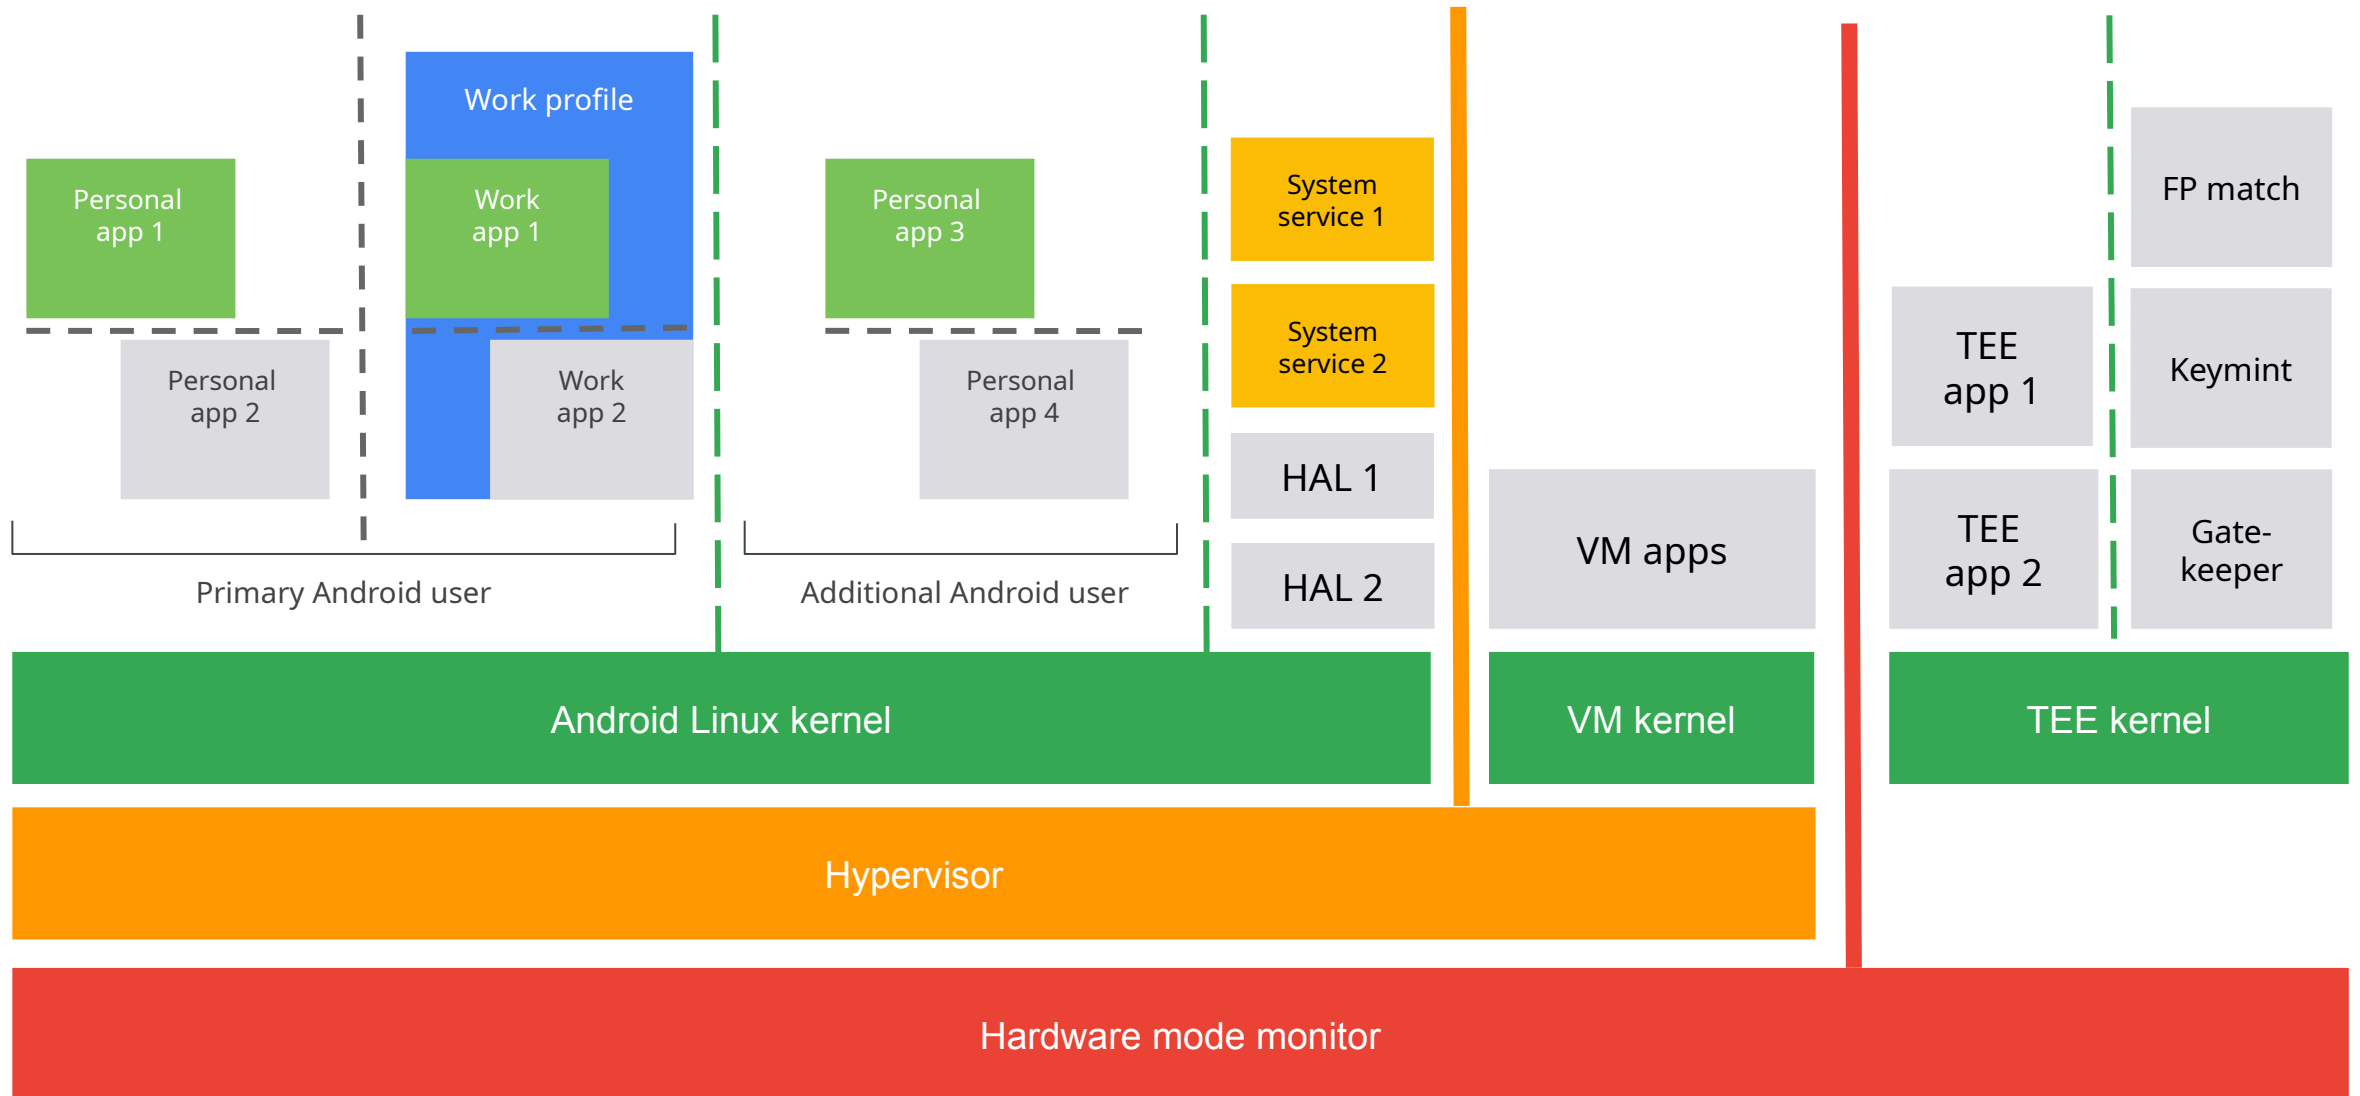 Work profile
Personal
app 1
Work
app 1
Personal
app 2
Work
app 2
Primary Android user
Personal
app 3
Personal
app 4
Additional Android user
System
service 1
System
service 2
HAL 1
HAL 2
VM apps
TEE
app 1
TEE
app 2
FP match
Keymint
Gate-
keeper
Android Linux kernel
VM kernel
TEE kernel
Hypervisor
Hardware mode monitor